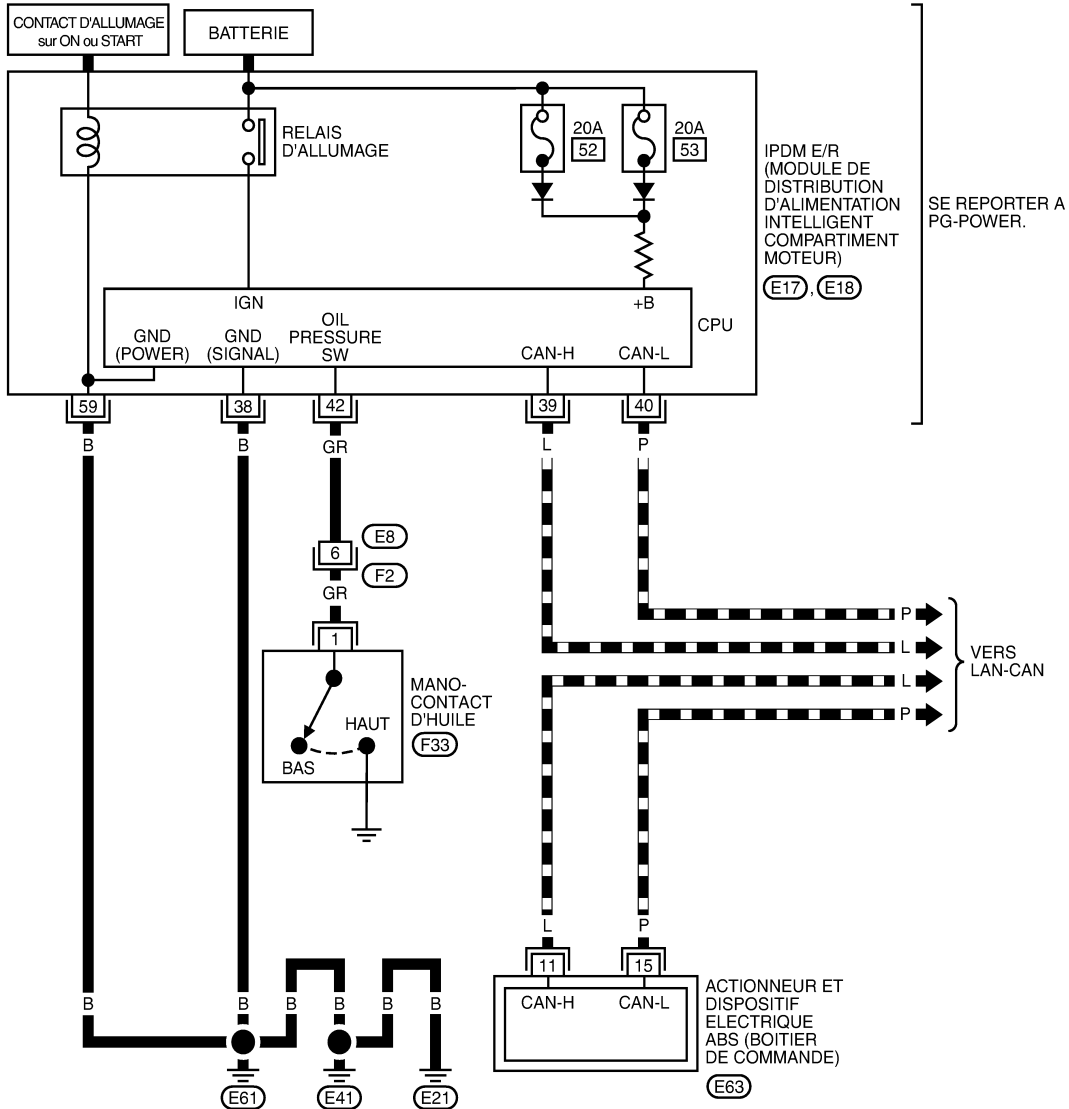 CONTACT D'ALLUMAGE
sur ON ou START
BATTERIE
RELAIS
D'ALLUMAGE
20A
52
20A
53
IPDM E/R
(MODULE DE
DISTRIBUTION
D'ALIMENTATION
INTELLIGENT
COMPARTIMENT
MOTEUR)
E17 , E18
SE REPORTER A
PG-POWER.
IGN
+B
CPU
GND
(POWER)
GND
(SIGNAL)
OIL
PRESSURE
SW
CAN-H
CAN-L
59
38
42
39
40
B
B
GR
L
P
6
E8
F2
GR
1
MANO-
CONTACT
D'HUILE
F33
HAUT
BAS
P
L
L
P
VERS
LAN-CAN
L
P
11
15
CAN-H
CAN-L
ACTIONNEUR ET
DISPOSITIF
ELECTRIQUE
ABS (BOITIER
DE COMMANDE)
E63
B
B
B
B
B
B
E61
E41
E21